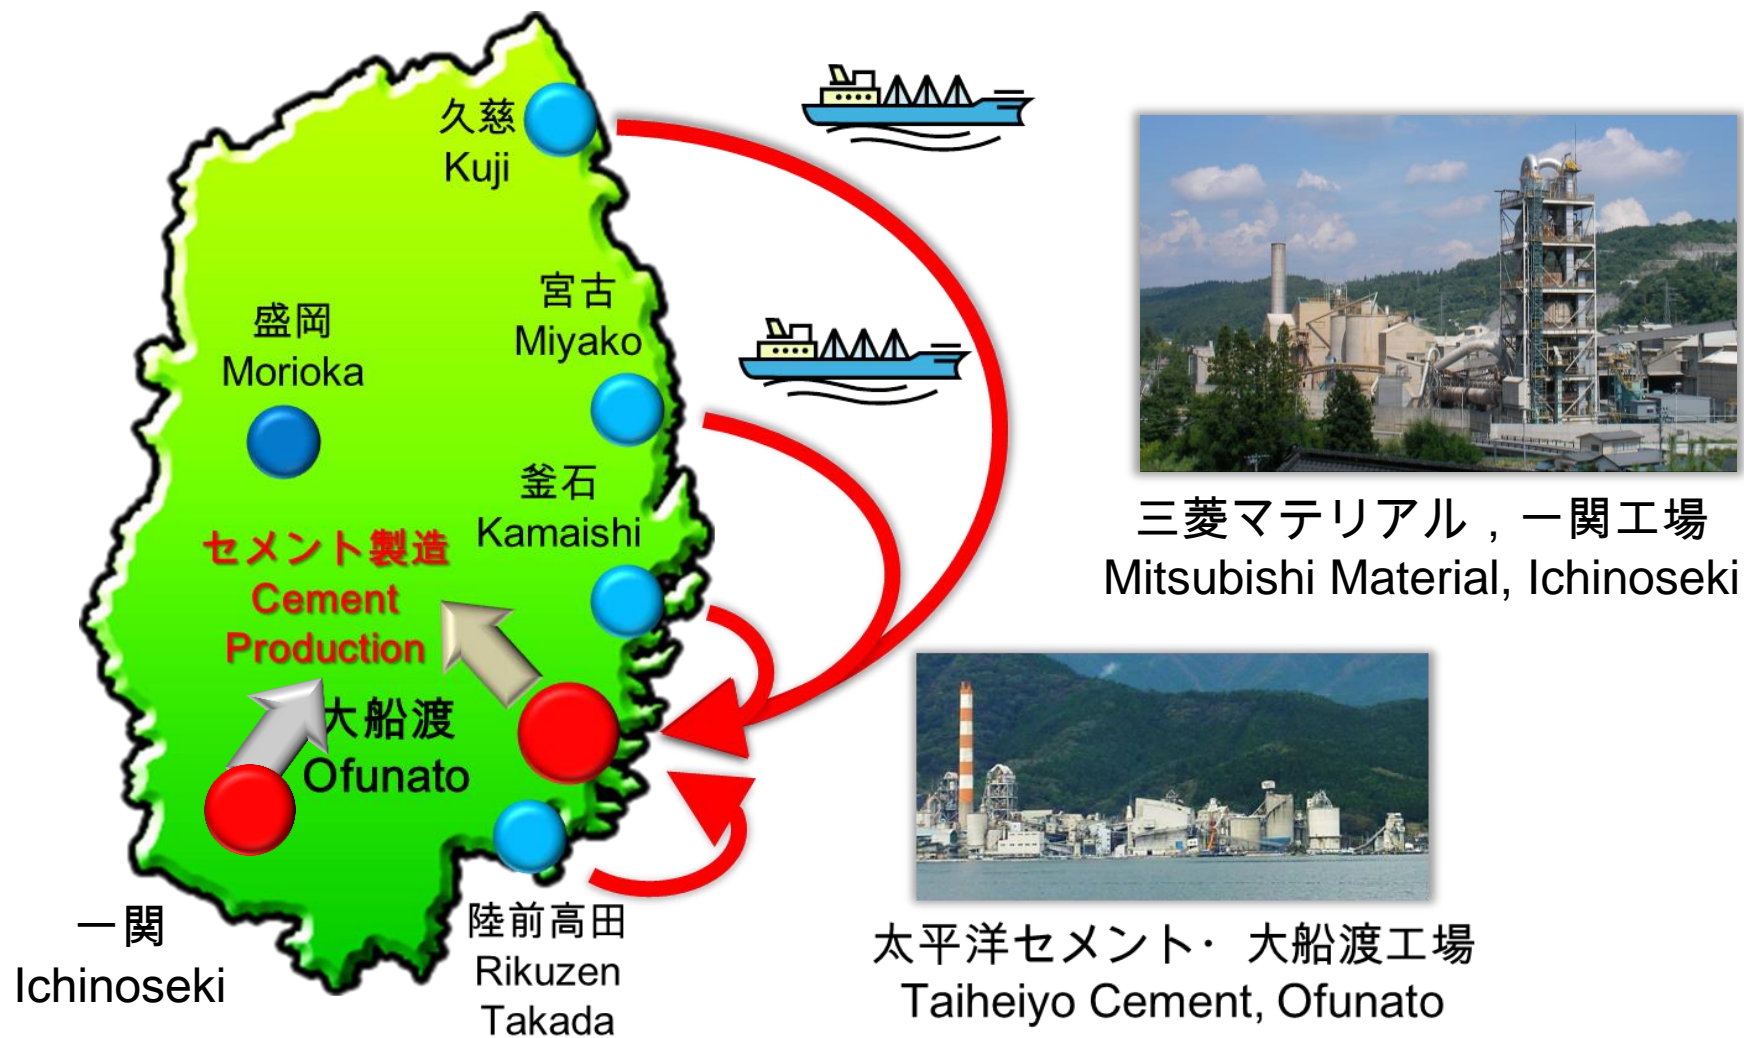 久慈
Kuji
宮古
Miyako
盛岡
Morioka
釜石
Kamaishi
セメント製造
Cement
Production
大船渡
Ofunato
一関
Ichinoseki
陸前高田
Rikuzen
Takada
三菱マテリアル，一関工場
Mitsubishi Material, Ichinoseki
太平洋セメント・ 大船渡工場
Taiheiyo Cement, Ofunato